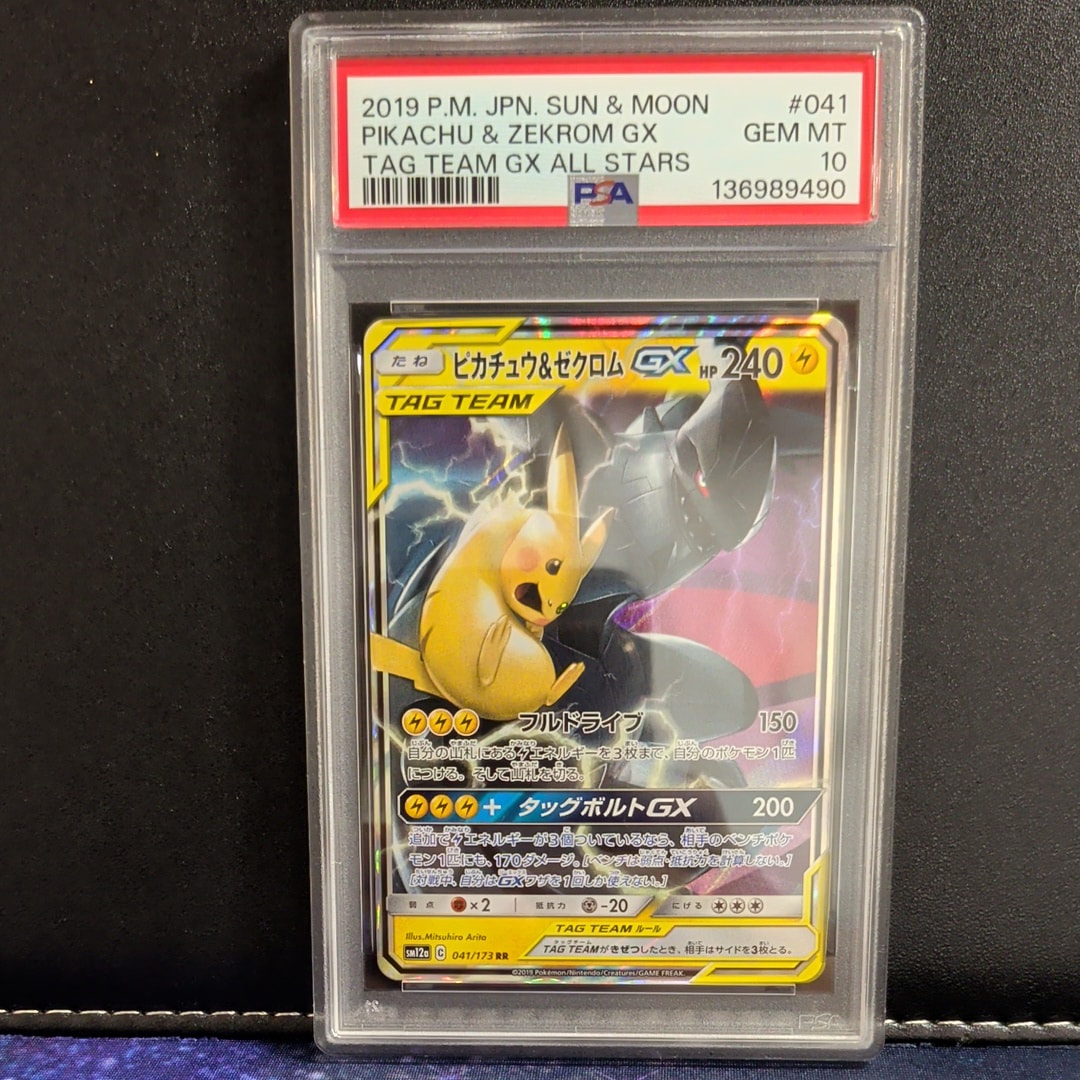 2019 P.M. JPN. SUN & MOON #041
PIKACHU & ZEKROM GX GEM MT
TAG TEAM GX ALL STARS 10
PSA 136989490
たね ピカチュウ&ゼクロム GX HP 240
TAG TEAM
フルドライブ 150
自分の山札にあるエネルギーを3枚まで、自分のポケモン1匹
につける。そして山札を切る。
+ タッグボルトGX 200
追加でエネルギーが3個ついているなら、相手のベンチポケ
モン1匹にも、170ダメージ。[ベンチは弱点・抵抗力を計算しない。]
[対戦中、自分はGXワザを1回しか使えない。]
弱点 ×2 抵抗力 -20 にげる
Illus.Mitsuhiro Arita
TAG TEAM ルール
TAG TEAMがきぜつしたとき、相手はサイドを3枚とる。
sm12a C 041/173 RR
©2019 Pokémon/Nintendo/Creatures/GAME FREAK.
PSA